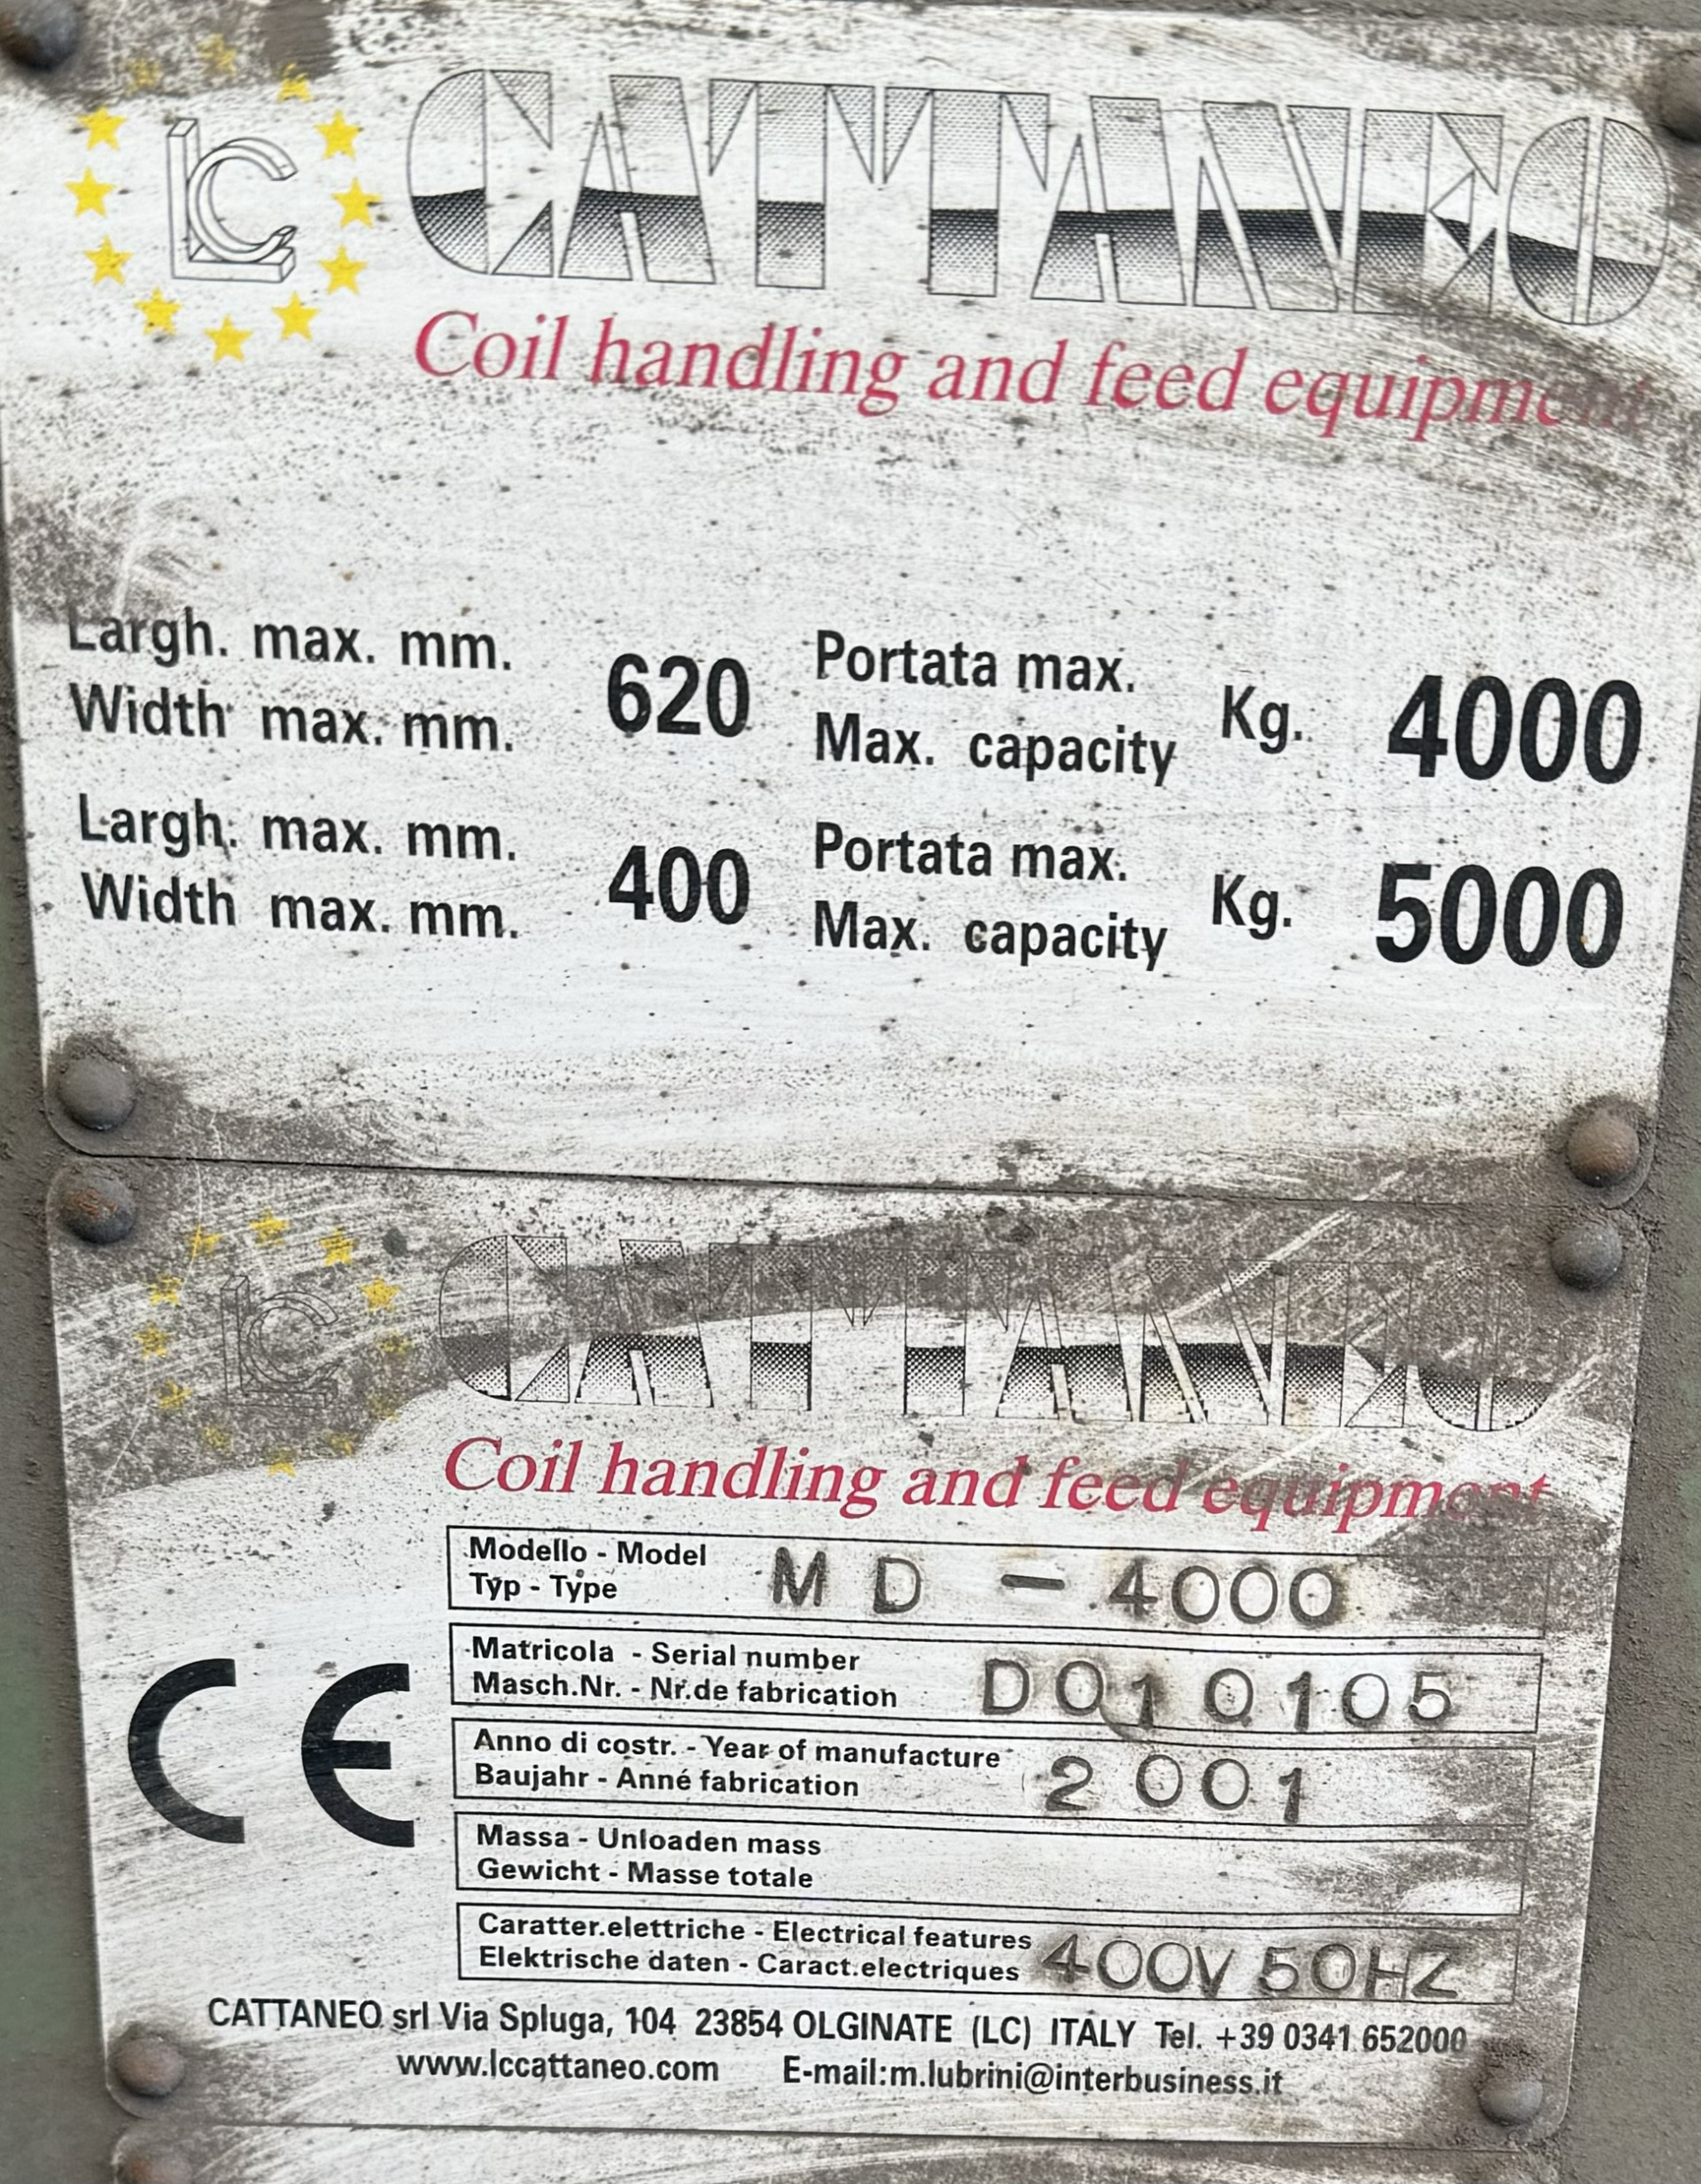 LC CATTANEO
Coil handling and feed equipment
Largh. max. mm.
Width max. mm.
620
Portata max.
Max. capacity
Kg. 4000
Largh. max. mm.
Width max. mm.
400
Portata max.
Max. capacity
Kg. 5000
LC CATTANEO
Coil handling and feed equipment
CE
Modello - Model
Typ - Type
MD - 4000
Matricola - Serial number
Masch.Nr. - Nr.de fabrication
D010105
Anno di costr. - Year of manufacture
Baujahr - Anné fabrication
2001
Massa - Unloaden mass
Gewicht - Masse totale
Caratter.elettriche - Electrical features
Elektrische daten - Caract.electriques
400V 50HZ
CATTANEO srl Via Spluga, 104 23854 OLGINATE (LC) ITALY Tel. +39 0341 652000
www.lccattaneo.com E-mail:m.lubrini@interbusiness.it